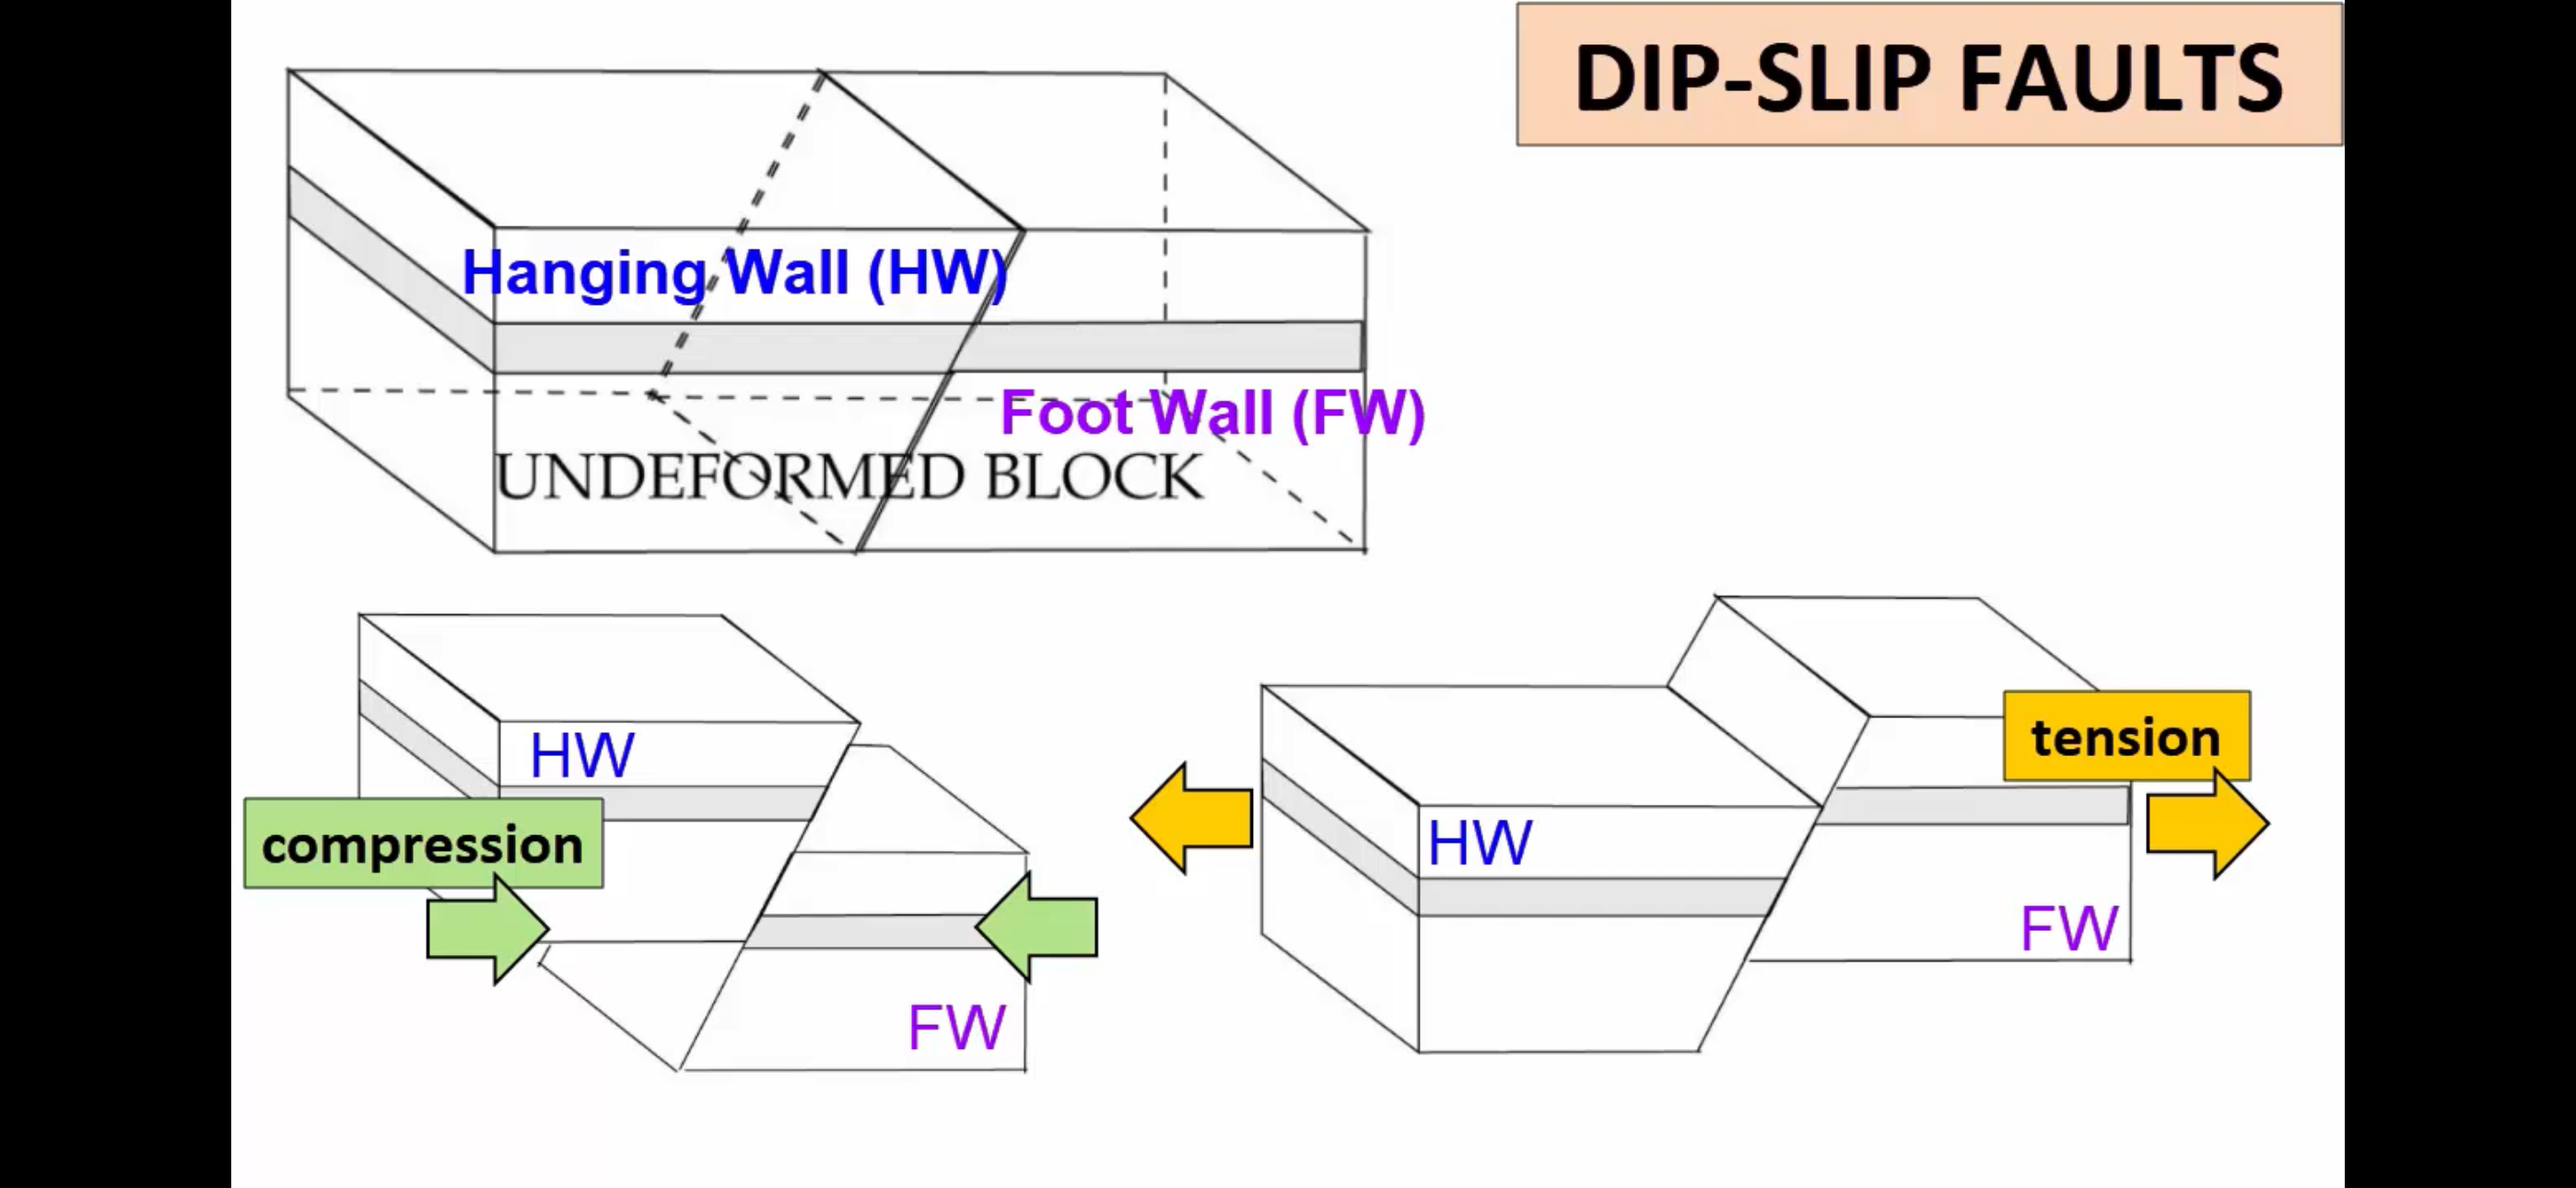 DIP-SLIP FAULTS
Hanging Wall (HW)
Foot Wall (FW)
UNDEFORMED BLOCK
HW
compression
FW
tension
HW
FW